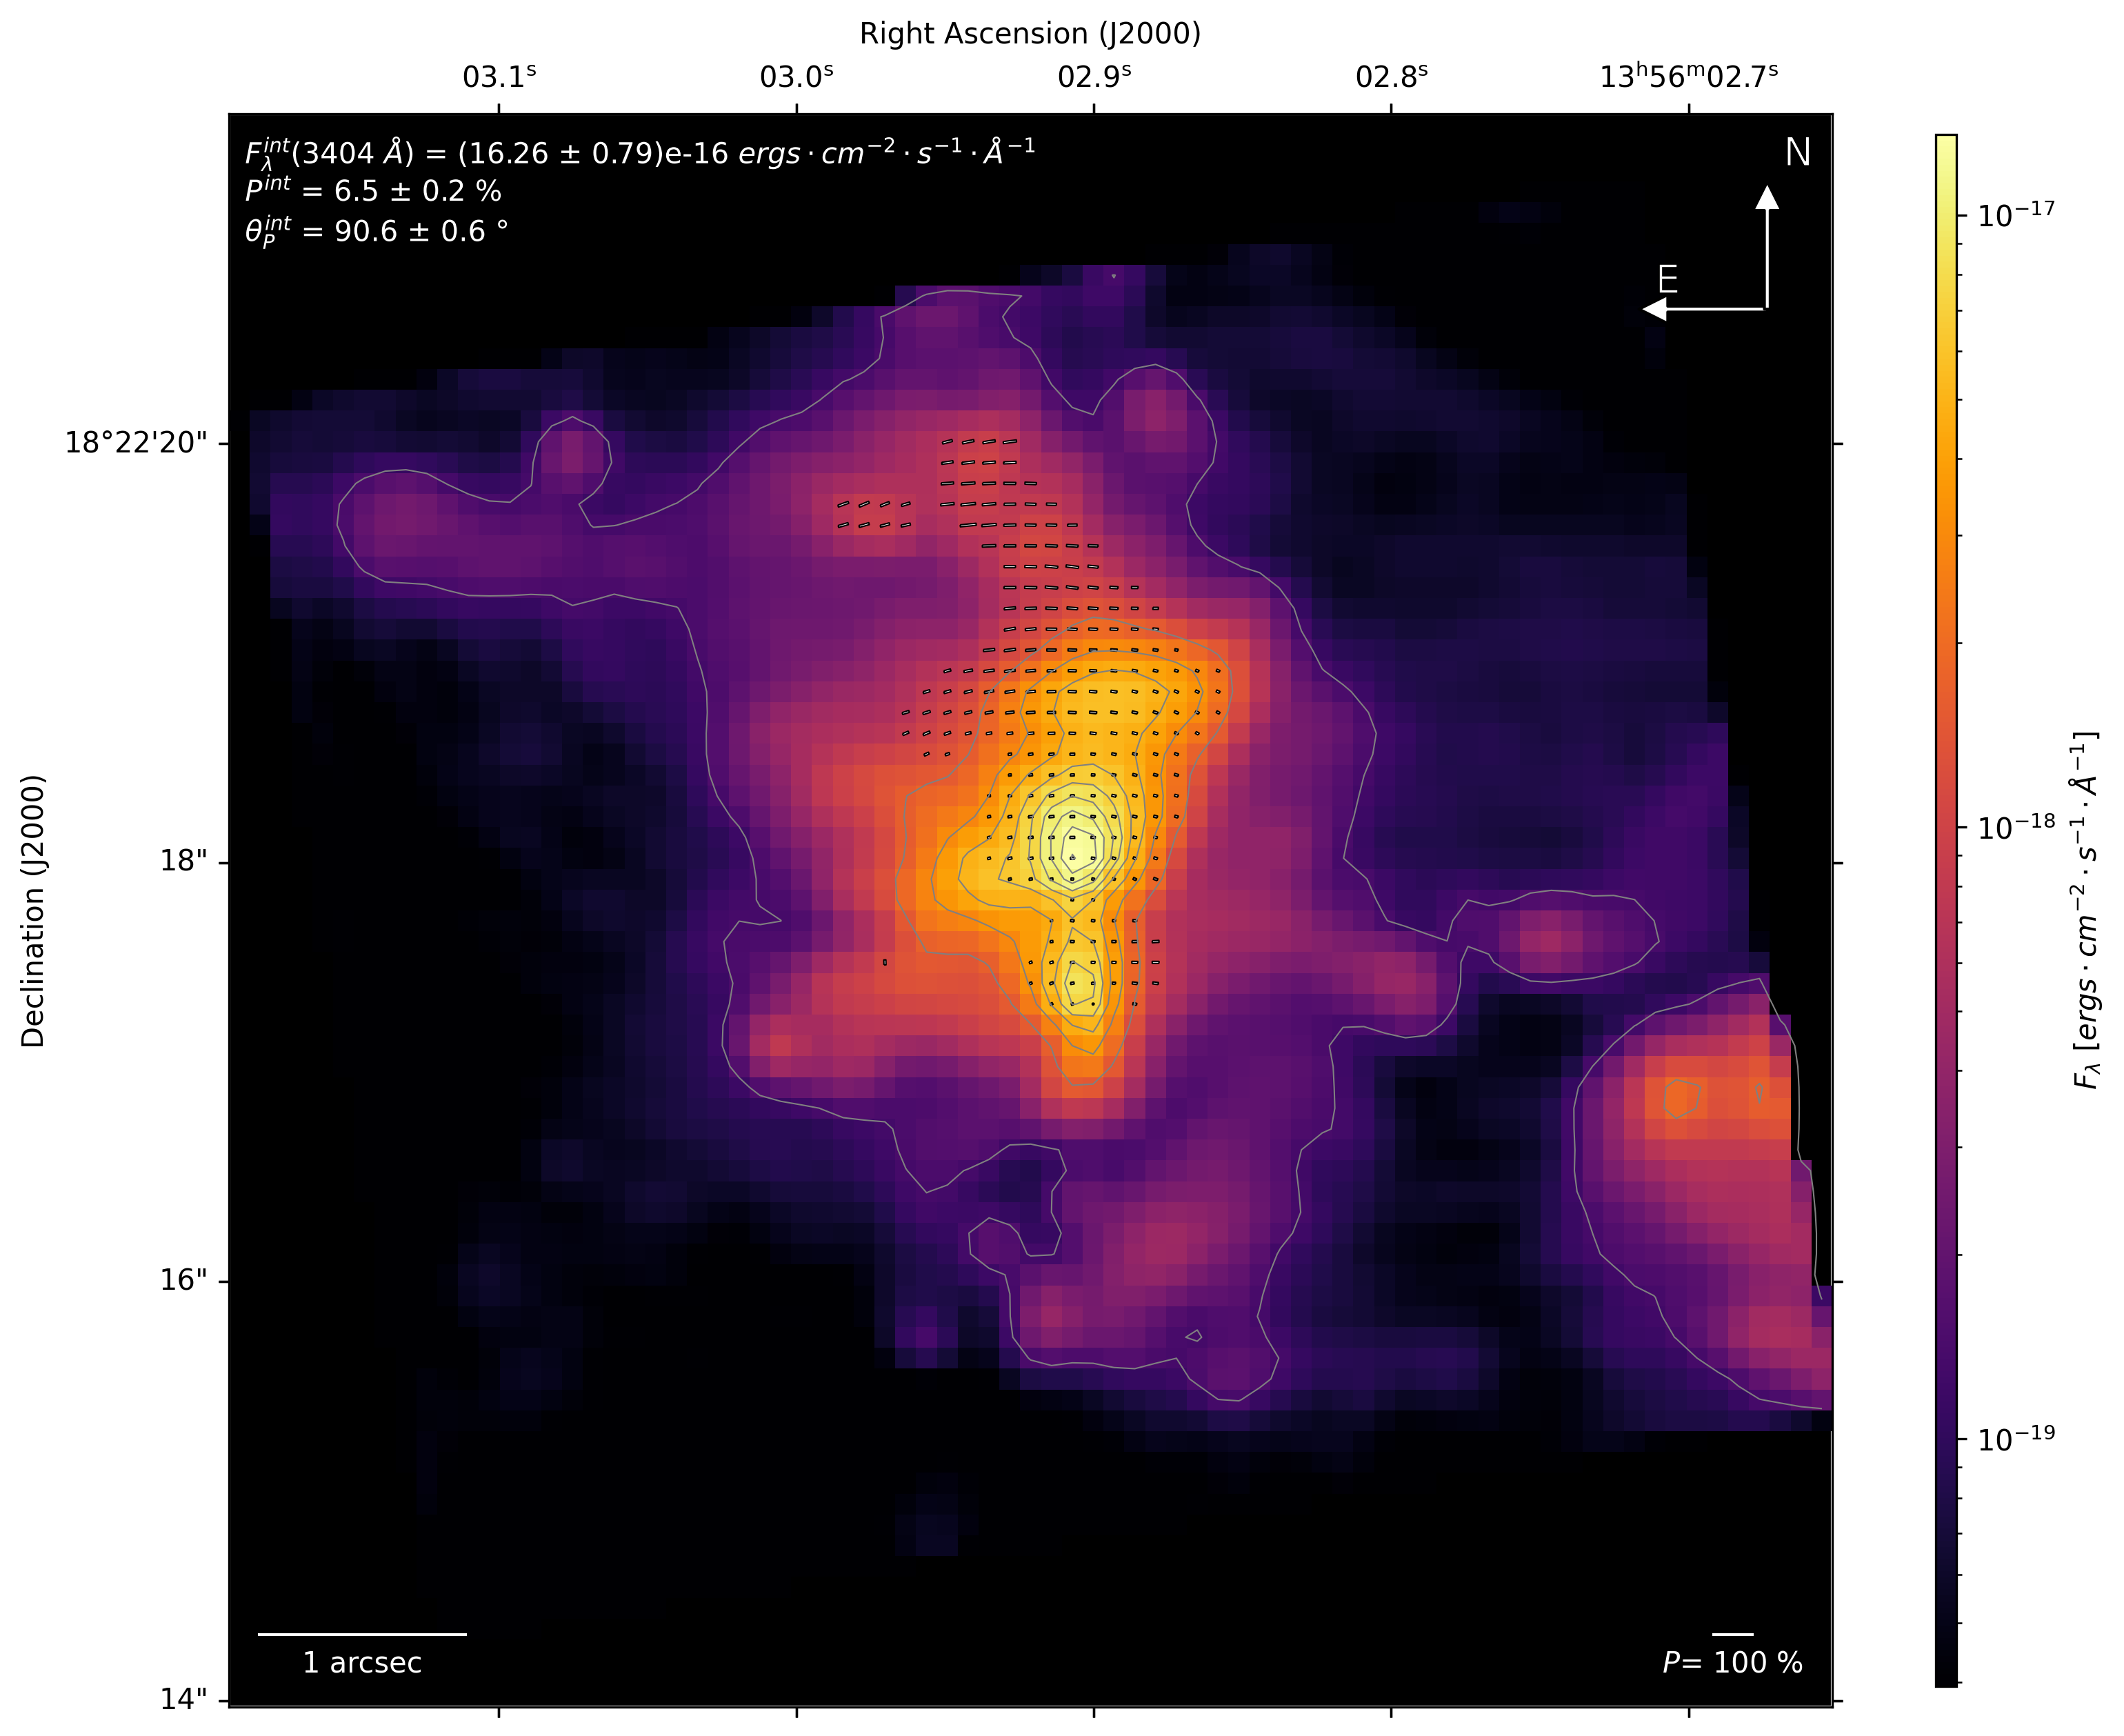 Right Ascension (J2000)
03.1ˢ 03.0ˢ 02.9ˢ 02.8ˢ 13ʰ56ᵐ02.7ˢ
F_λ^int(3404 Å) = (16.26 ± 0.79)e-16 ergs · cm⁻² · s⁻¹ · Å⁻¹
P^int = 6.5 ± 0.2 %
θ_P^int = 90.6 ± 0.6 °
N
E
18°22'20"
18"
16"
14"
Declination (J2000)
1 arcsec
P= 100 %
10⁻¹⁷
10⁻¹⁸
10⁻¹⁹
F_λ [ergs · cm⁻² · s⁻¹ · Å⁻¹]